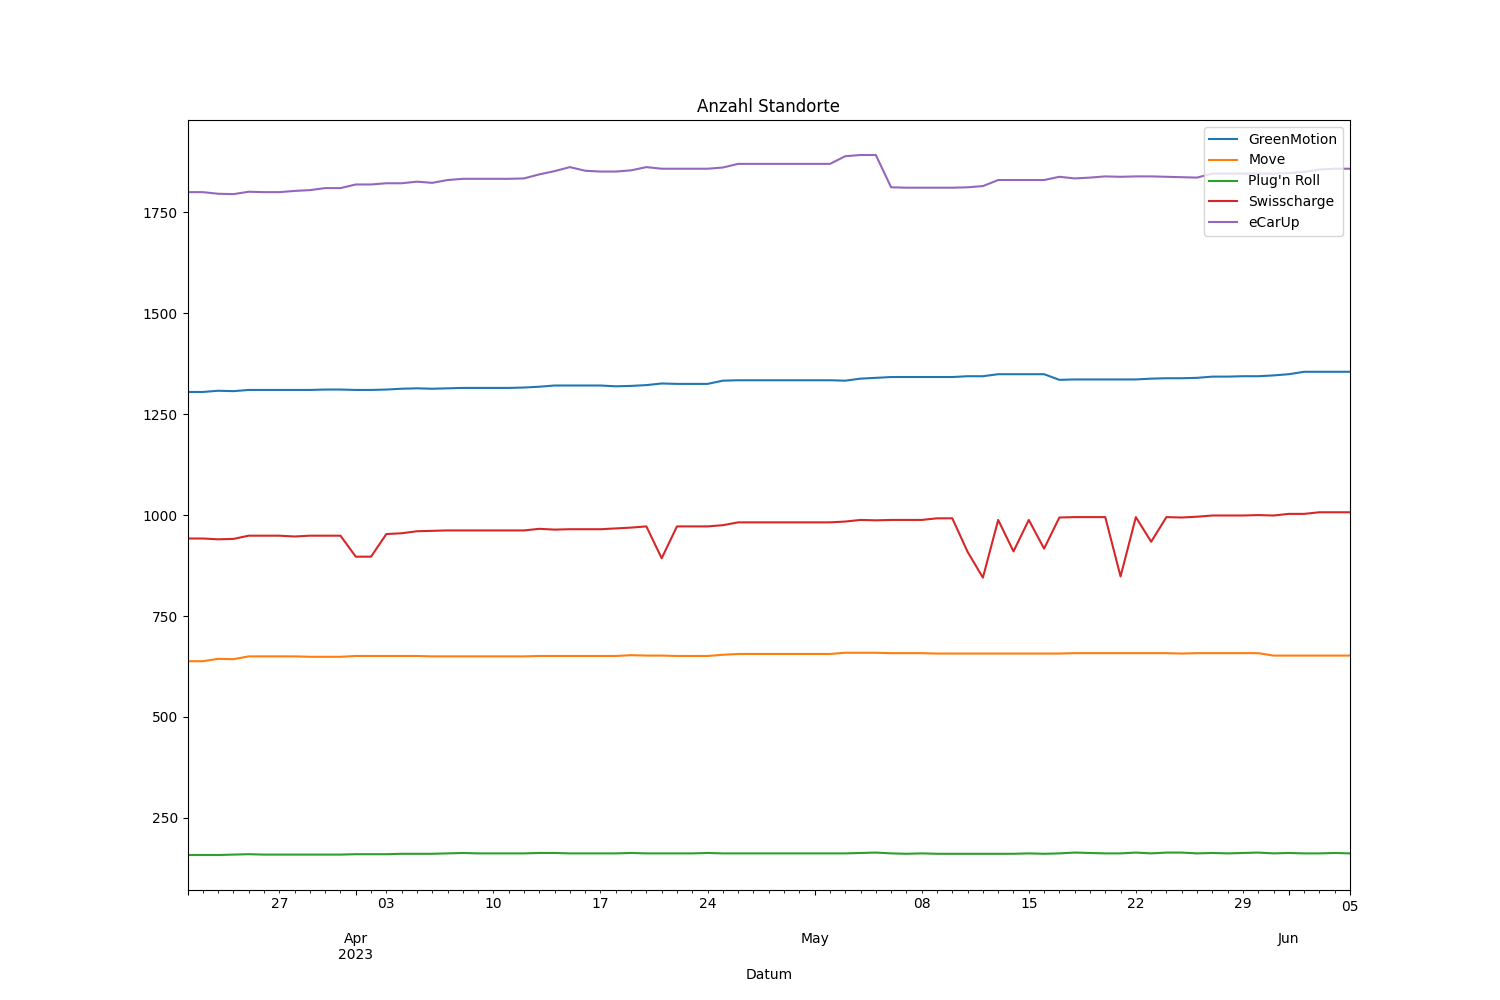 Anzahl Standorte
GreenMotion
Move
Plug'n Roll
Swisscharge
eCarUp
1750
1500
1250
1000
750
500
250
27 03 10 17 24 08 15 22 29 05
Apr May Jun
2023
Datum